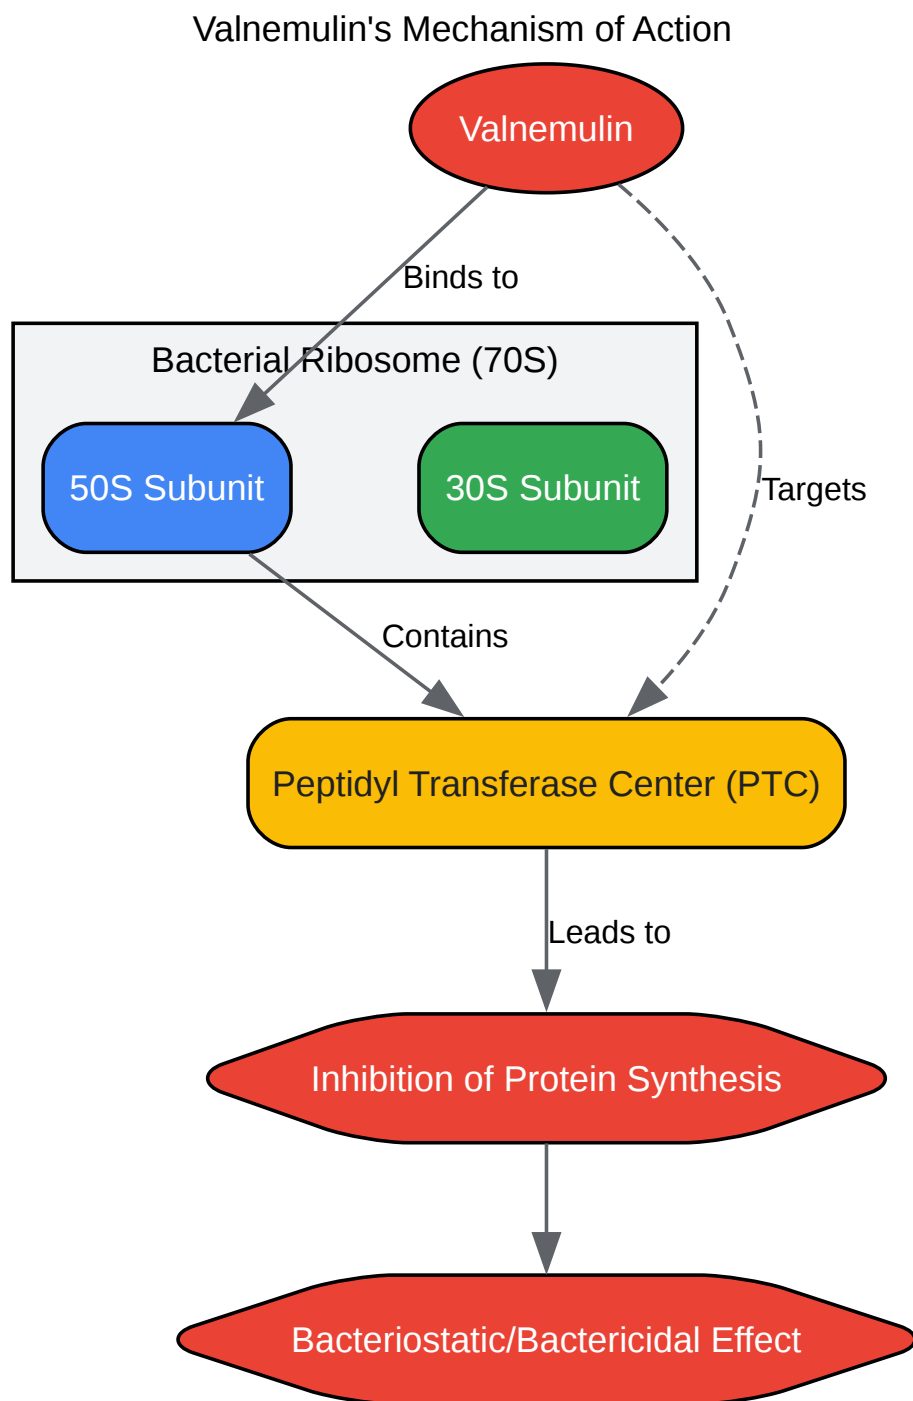 Valnemulin's Mechanism of Action
Valnemulin
Binds to
Bacterial Ribosome (70S)
50S Subunit
30S Subunit
Targets
Contains
Peptidyl Transferase Center (PTC)
Leads to
Inhibition of Protein Synthesis
Bacteriostatic/Bactericidal Effect